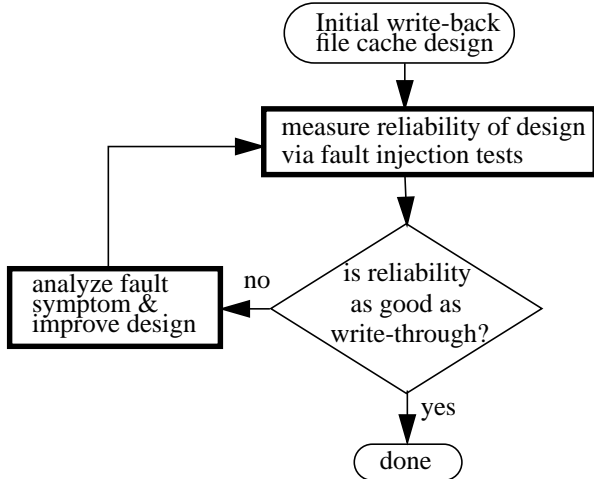 Initial write-back
file cache design
measure reliability of design
via fault injection tests
is reliability
as good as
write-through?
no
analyze fault
symptom &
improve design
yes
done